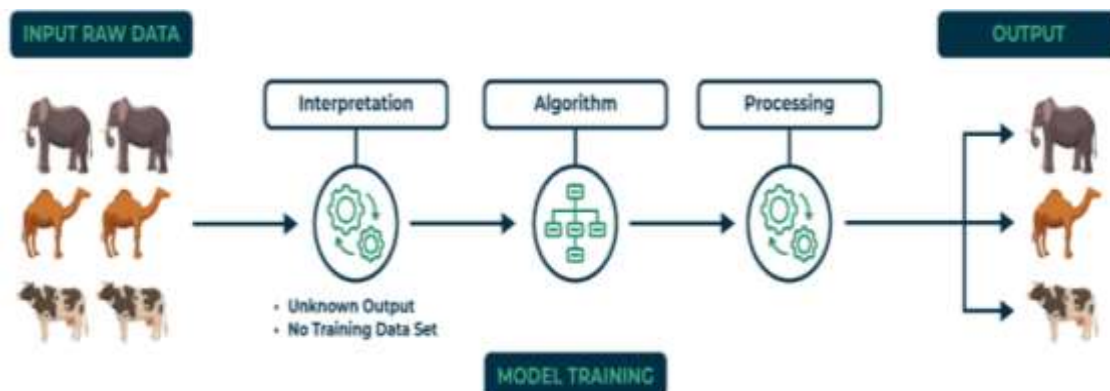 INPUT RAW DATA
OUTPUT
Interpretation
Algorithm
Processing
• Unknown Output
• No Training Data Set
MODEL TRAINING